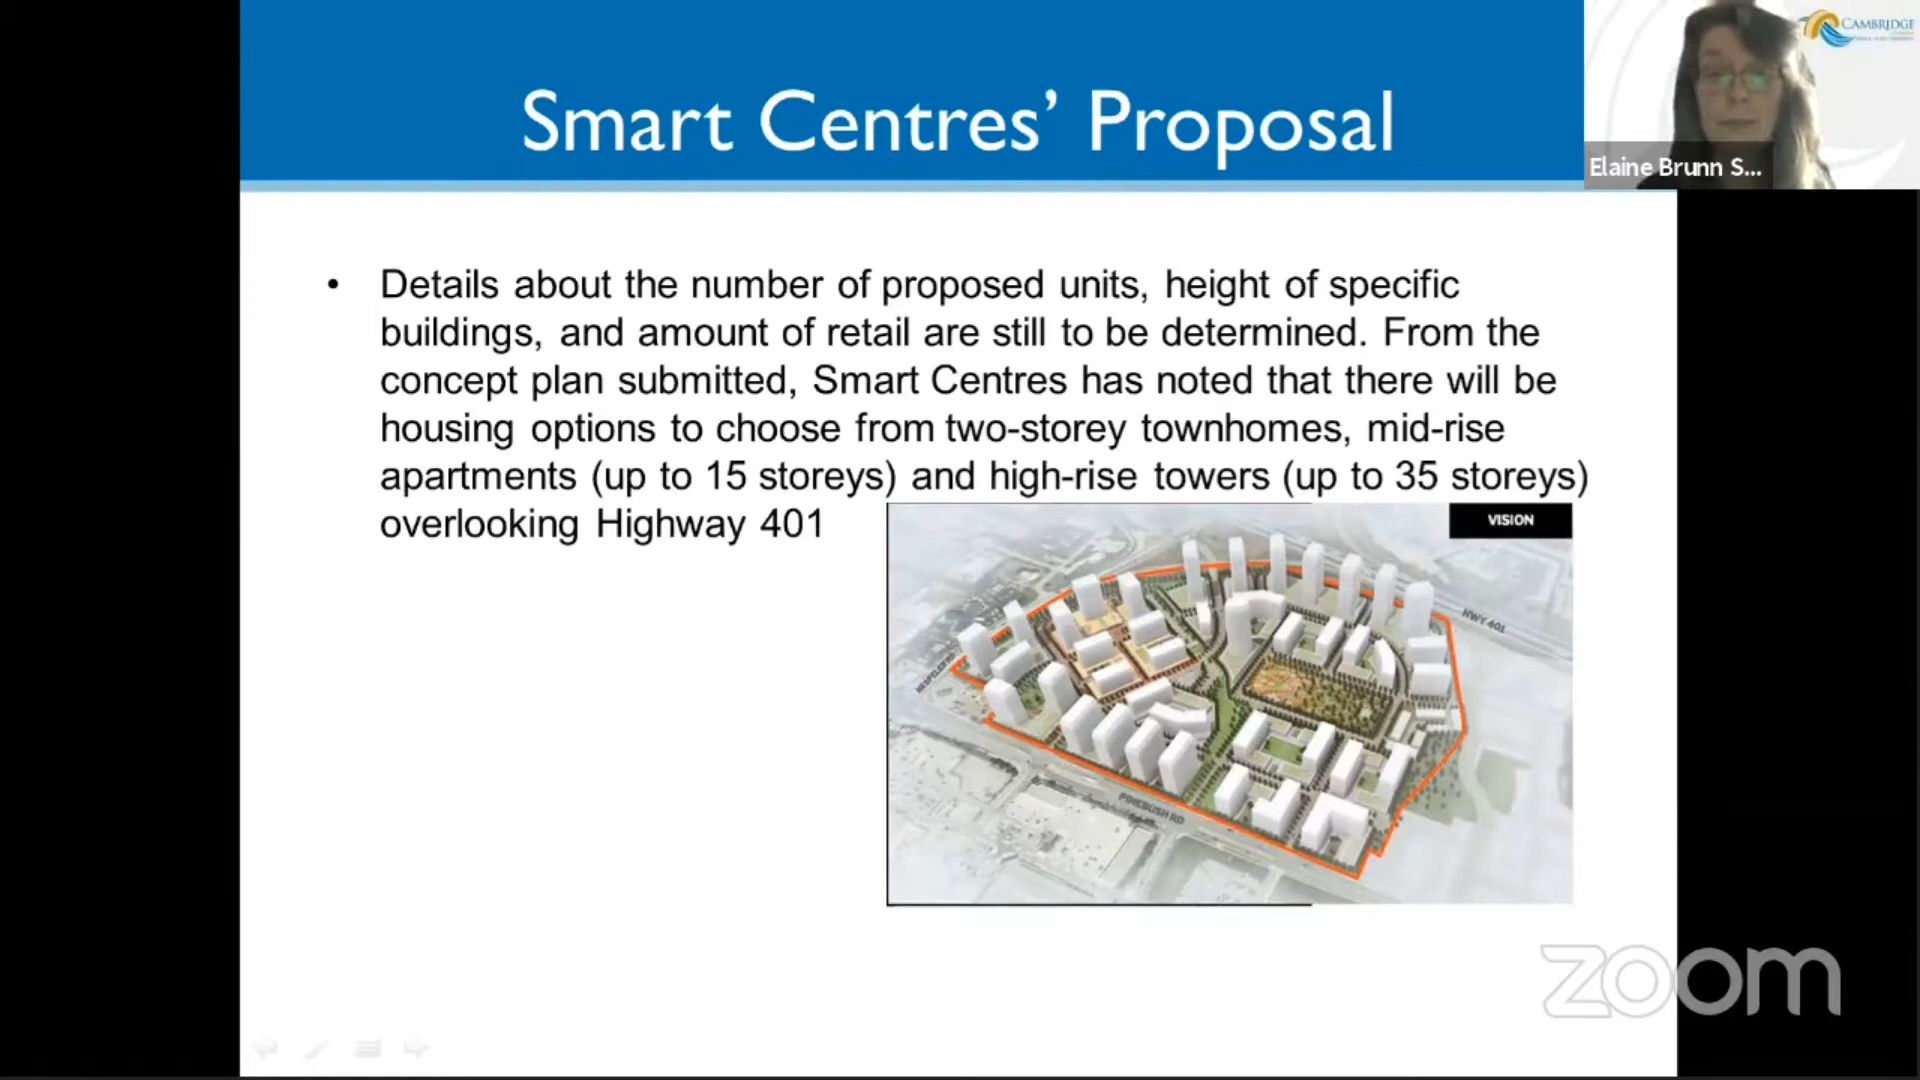 Smart Centres’ Proposal
CAMBRIDGE
Elaine Brunn S...
• Details about the number of proposed units, height of specific
buildings, and amount of retail are still to be determined. From the
concept plan submitted, Smart Centres has noted that there will be
housing options to choose from two-storey townhomes, mid-rise
apartments (up to 15 storeys) and high-rise towers (up to 35 storeys)
overlooking Highway 401
VISION
HWY 401
HESPELER RD
PINEBUSH RD
zoom